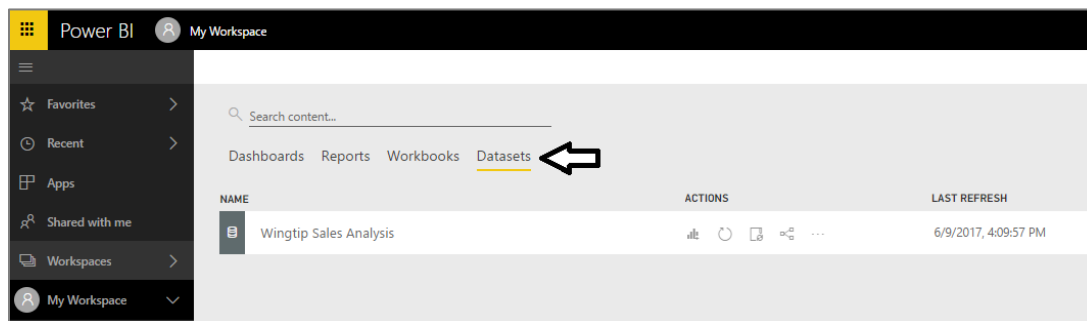 Power BI My Workspace
Favorites
Recent
Apps
Shared with me
Workspaces
My Workspace
Search content...
Dashboards Reports Workbooks Datasets
NAME ACTIONS LAST REFRESH
Wingtip Sales Analysis 6/9/2017, 4:09:57 PM